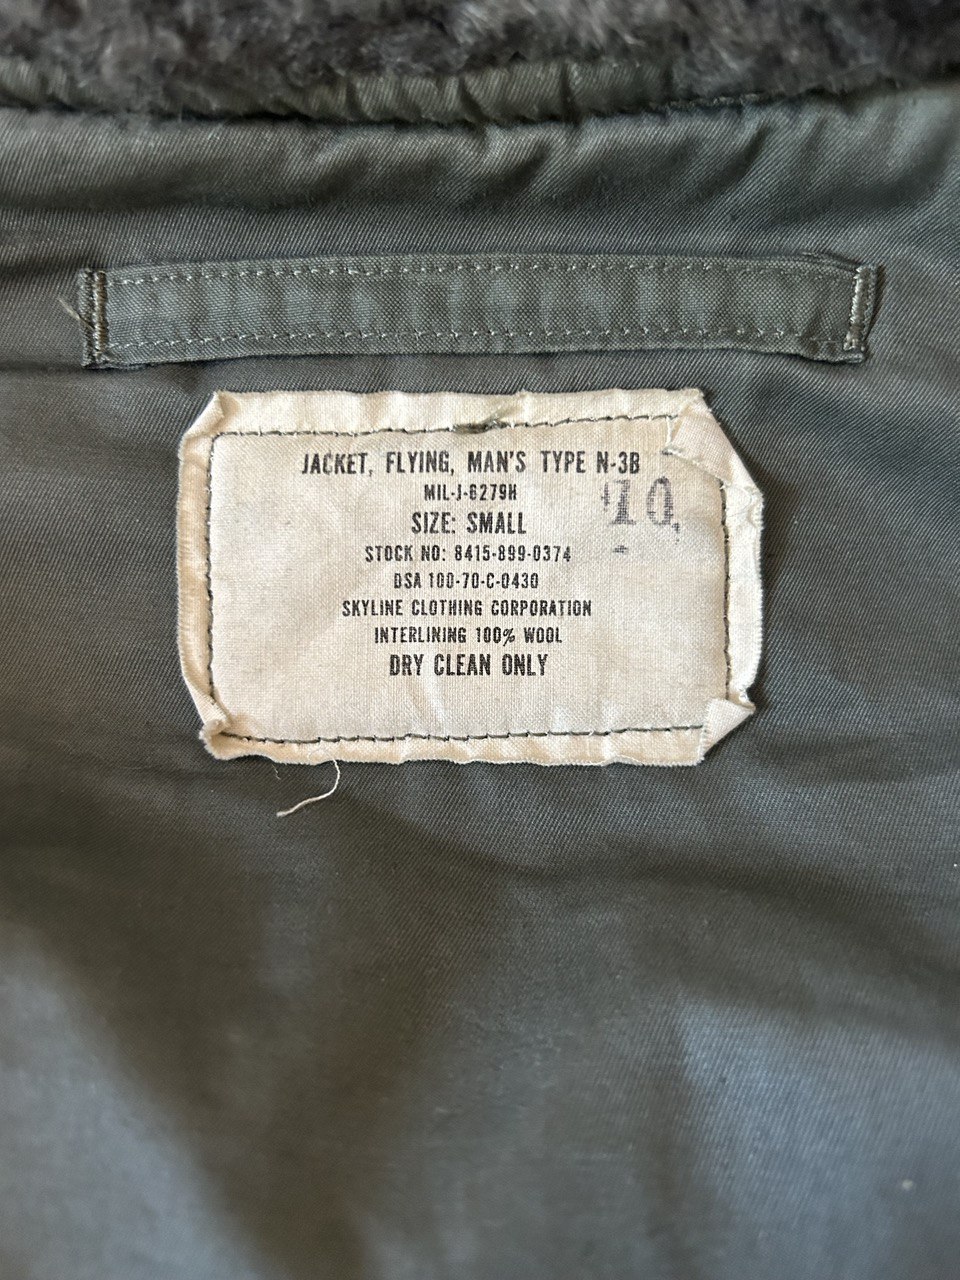 JACKET, FLYING, MAN'S TYPE N-3B
MIL-J-6279H
10
SIZE: SMALL
STOCK NO: 8415-899-0374
DSA 100-70-C-0430
SKYLINE CLOTHING CORPORATION
INTERLINING 100% WOOL
DRY CLEAN ONLY